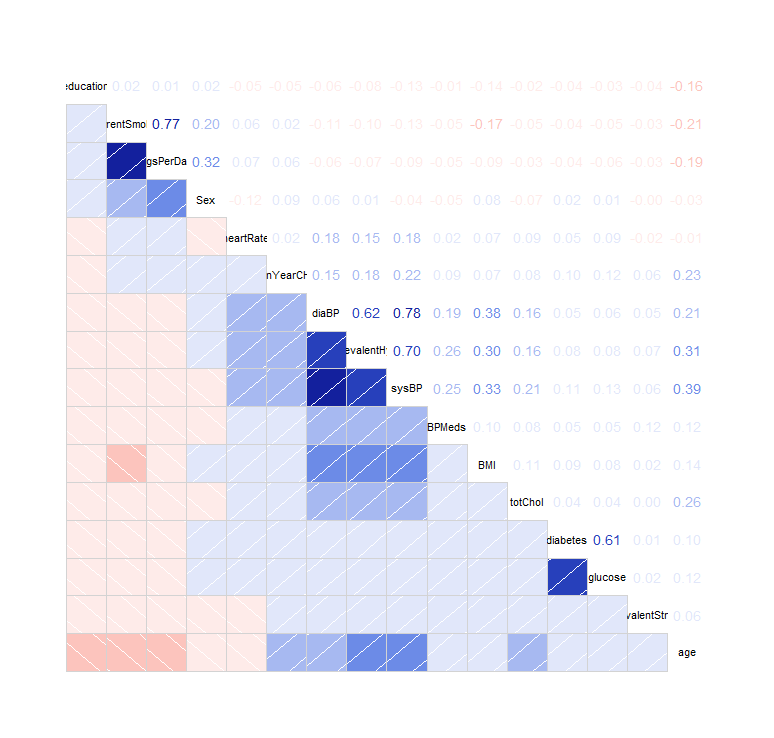 education 0.02 0.01 0.02 -0.05 -0.05 -0.06 -0.08 -0.13 -0.01 -0.14 -0.02 -0.04 -0.03 -0.04 -0.16
rentSmo 0.77 0.20 0.06 0.02 -0.11 -0.10 -0.13 -0.05 -0.17 -0.05 -0.04 -0.05 -0.03 -0.21
gsPerDa 0.32 0.07 0.06 -0.06 -0.07 -0.09 -0.05 -0.09 -0.03 -0.04 -0.06 -0.03 -0.19
Sex -0.12 0.09 0.06 0.01 -0.04 -0.05 0.08 -0.07 0.02 0.01 -0.00 -0.03
heartRate 0.02 0.18 0.15 0.18 0.02 0.07 0.09 0.05 0.09 -0.02 -0.01
nYearCH 0.15 0.18 0.22 0.09 0.07 0.08 0.10 0.12 0.06 0.23
diaBP 0.62 0.78 0.19 0.38 0.16 0.05 0.06 0.05 0.21
evalentHy 0.70 0.26 0.30 0.16 0.08 0.08 0.07 0.31
sysBP 0.25 0.33 0.21 0.11 0.13 0.06 0.39
BPMeds 0.10 0.08 0.05 0.05 0.12 0.12
BMI 0.11 0.09 0.08 0.02 0.14
totChol 0.04 0.04 0.00 0.26
diabetes 0.61 0.01 0.10
glucose 0.02 0.12
valentStr 0.06
age